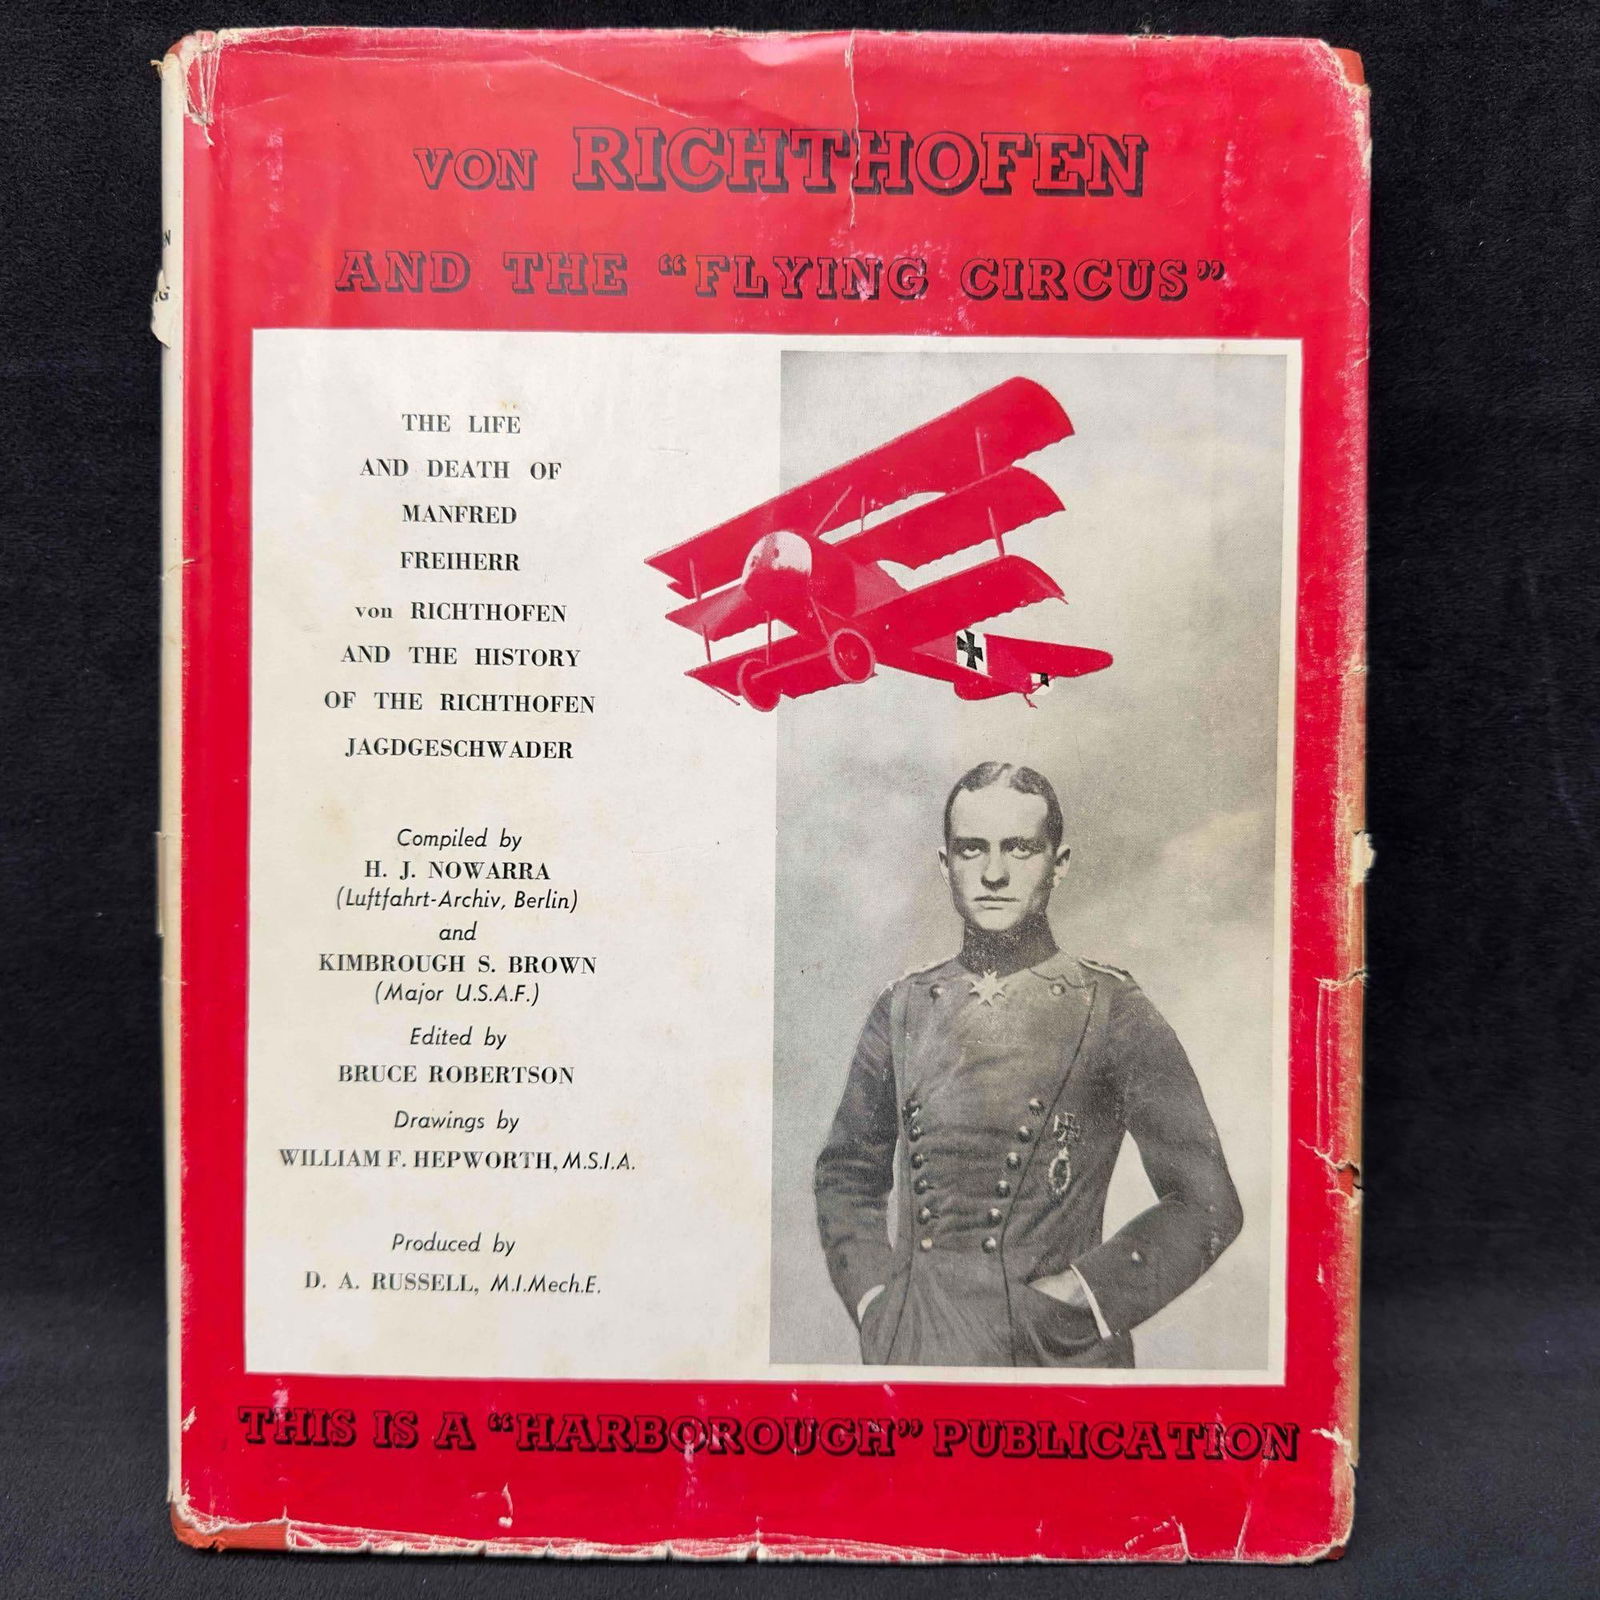 VON RICHTHOFEN
AND THE “FLYING CIRCUS”
THE LIFE
AND DEATH OF
MANFRED
FREIHERR
von RICHTHOFEN
AND THE HISTORY
OF THE RICHTHOFEN
JAGDGESCHWADER
Compiled by
H. J. NOWARRA
(Luftfahrt-Archiv, Berlin)
and
KIMBROUGH S. BROWN
(Major U.S.A.F.)
Edited by
BRUCE ROBERTSON
Drawings by
WILLIAM F. HEPWORTH, M.S.I.A.
Produced by
D. A. RUSSELL, M.I.Mech.E.
THIS IS A “HARBOROUGH” PUBLICATION